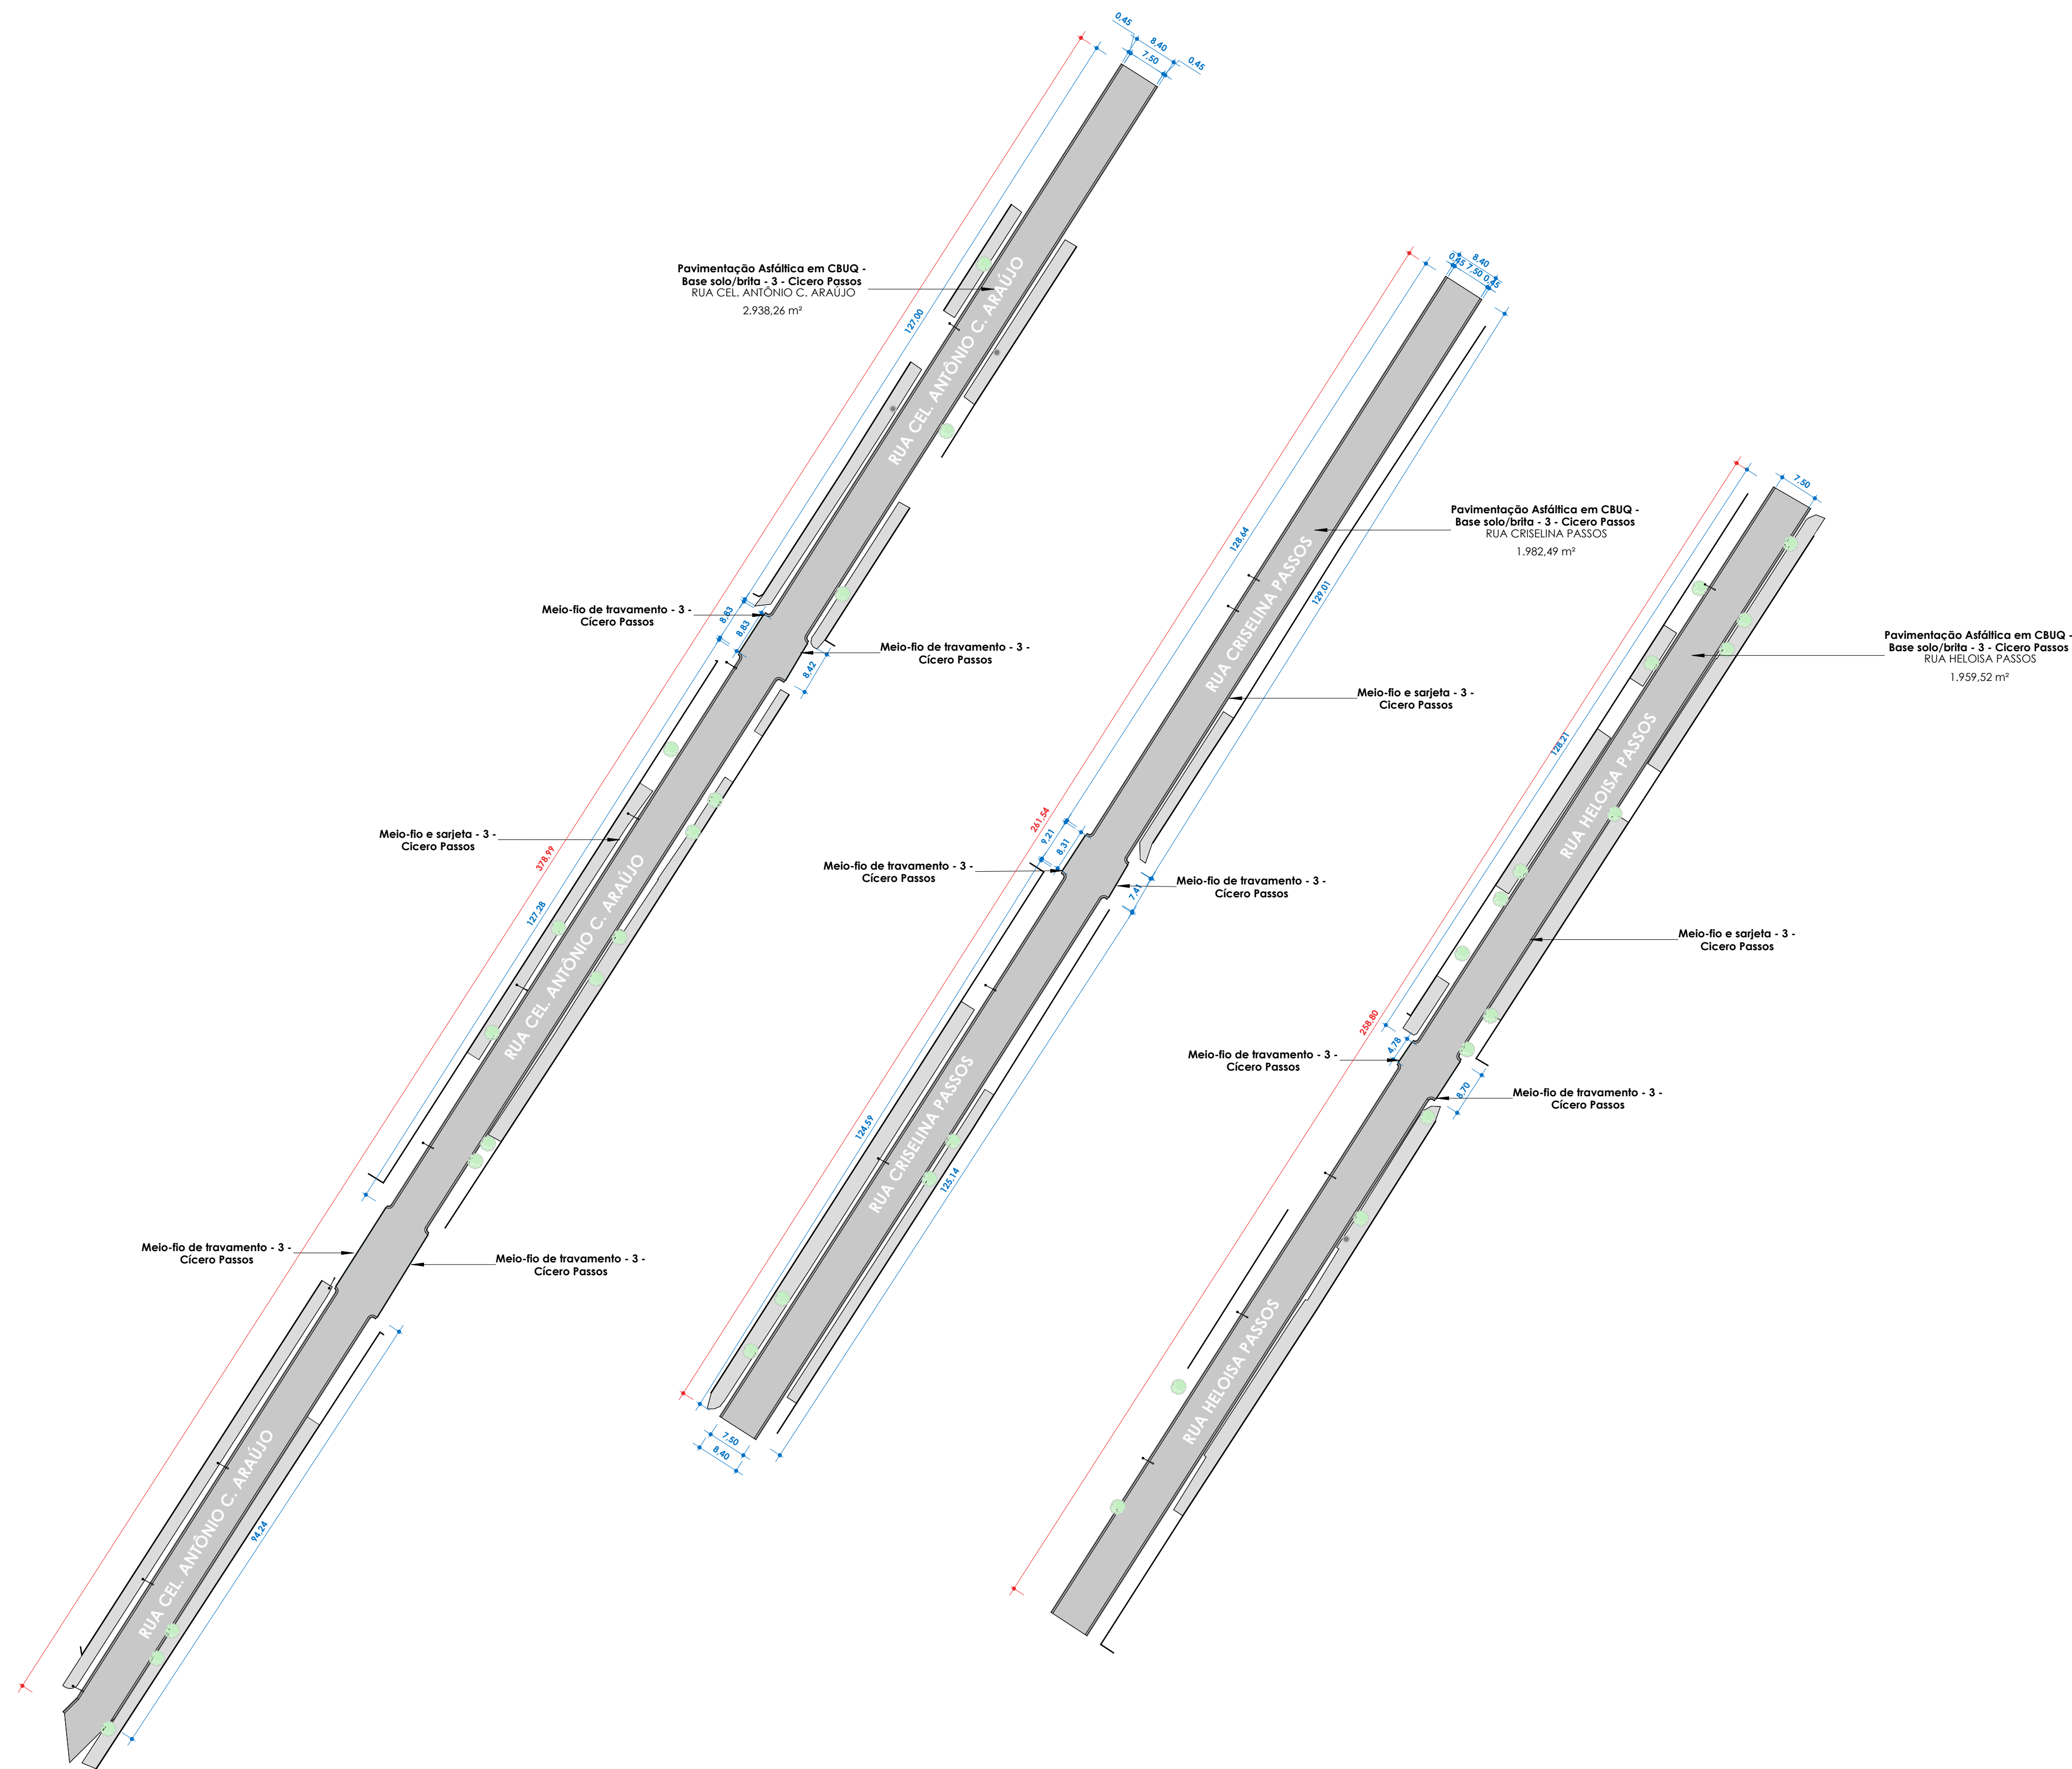 0,45
8,40
7,50
0,45
127,00
Pavimentação Asfáltica em CBUQ -
Base solo/brita - 3 - Cicero Passos
RUA CEL. ANTÔNIO C. ARAÚJO
2.938,26 m²
RUA CEL. ANTÔNIO C. ARAÚJO
RUA CEL. ANTÔNIO C. ARAÚJO
Meio-fio de travamento - 3 -
Cícero Passos
8,83
8,83
Meio-fio de travamento - 3 -
Cícero Passos
8,42
378,99
127,28
Meio-fio e sarjeta - 3 -
Cicero Passos
RUA CEL. ANTÔNIO C. ARAÚJO
Meio-fio de travamento - 3 -
Cícero Passos
Meio-fio de travamento - 3 -
Cícero Passos
RUA CEL. ANTÔNIO C. ARAÚJO
94,24
8,40
0,45
7,50
0,45
128,64
129,01
Pavimentação Asfáltica em CBUQ -
Base solo/brita - 3 - Cicero Passos
RUA CRISELINA PASSOS
1.982,49 m²
RUA CRISELINA PASSOS
Meio-fio e sarjeta - 3 -
Cicero Passos
261,54
9,21
8,31
Meio-fio de travamento - 3 -
Cícero Passos
Meio-fio de travamento - 3 -
Cícero Passos
7,41
124,59
RUA CRISELINA PASSOS
125,14
7,50
8,40
7,50
128,21
Pavimentação Asfáltica em CBUQ -
Base solo/brita - 3 - Cicero Passos
RUA HELOISA PASSOS
1.959,52 m²
RUA HELOISA PASSOS
Meio-fio e sarjeta - 3 -
Cicero Passos
258,80
4,78
Meio-fio de travamento - 3 -
Cícero Passos
Meio-fio de travamento - 3 -
Cícero Passos
8,70
RUA HELOISA PASSOS